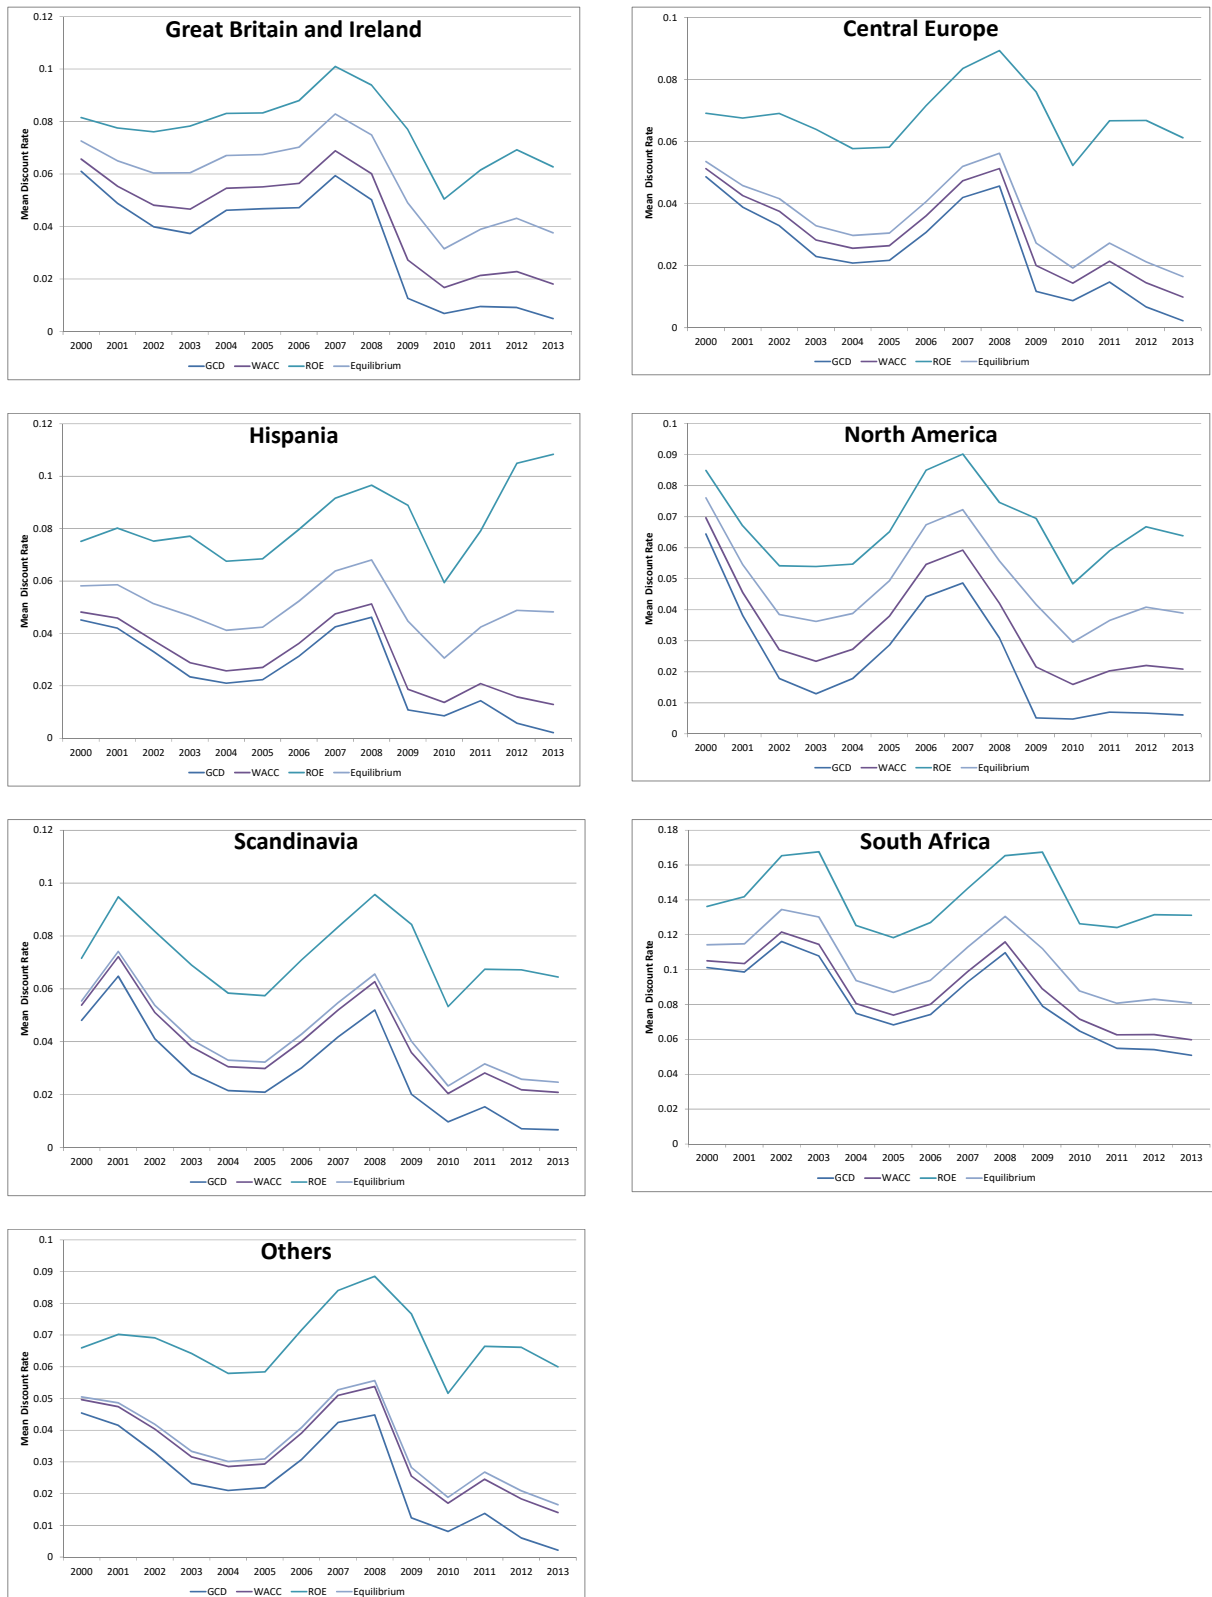 Great Britain and Ireland
Mean Discount Rate
0.12
0.1
0.08
0.06
0.04
0.02
0
2000 2001 2002 2003 2004 2005 2006 2007 2008 2009 2010 2011 2012 2013
GCD WACC ROE Equilibrium
Central Europe
Mean Discount Rate
0.1
0.08
0.06
0.04
0.02
0
2000 2001 2002 2003 2004 2005 2006 2007 2008 2009 2010 2011 2012 2013
GCD WACC ROE Equilibrium
Hispania
Mean Discount Rate
0.12
0.1
0.08
0.06
0.04
0.02
0
2000 2001 2002 2003 2004 2005 2006 2007 2008 2009 2010 2011 2012 2013
GCD WACC ROE Equilibrium
North America
Mean Discount Rate
0.1
0.09
0.08
0.07
0.06
0.05
0.04
0.03
0.02
0.01
0
2000 2001 2002 2003 2004 2005 2006 2007 2008 2009 2010 2011 2012 2013
GCD WACC ROE Equilibrium
Scandinavia
Mean Discount Rate
0.12
0.1
0.08
0.06
0.04
0.02
0
2000 2001 2002 2003 2004 2005 2006 2007 2008 2009 2010 2011 2012 2013
GCD WACC ROE Equilibrium
South Africa
Mean Discount Rate
0.18
0.16
0.14
0.12
0.1
0.08
0.06
0.04
0.02
0
2000 2001 2002 2003 2004 2005 2006 2007 2008 2009 2010 2011 2012 2013
GCD WACC ROE Equilibrium
Others
Mean Discount Rate
0.1
0.09
0.08
0.07
0.06
0.05
0.04
0.03
0.02
0.01
0
2000 2001 2002 2003 2004 2005 2006 2007 2008 2009 2010 2011 2012 2013
GCD WACC ROE Equilibrium